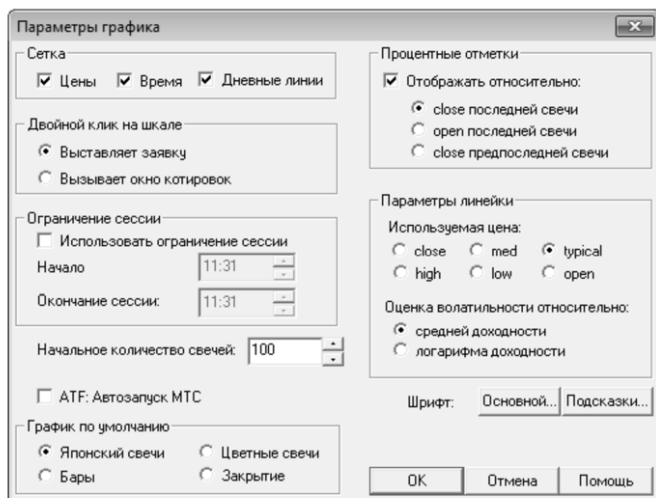 Параметры графика
Сетка
Цены Время Дневные линии
Двойной клик на шкале
Выставляет заявку
Вызывает окно котировок
Ограничение сессии
Использовать ограничение сессии
Начало 11:31
Окончание сессии: 11:31
Начальное количество свечей: 100
ATF: Автозапуск МТС
График по умолчанию
Японский свечи Цветные свечи
Бары Закрытие
Процентные отметки
Отображать относительно:
close последней свечи
open последней свечи
close предпоследней свечи
Параметры линейки
Используемая цена:
close med typical
high low open
Оценка волатильности относительно:
средней доходности
логарифма доходности
Шрифт: Основной... Подсказки...
OK Отмена Помощь